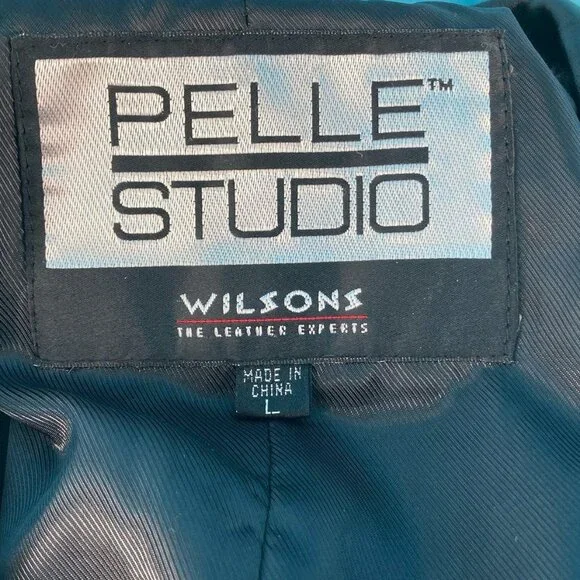 PELLE™
STUDIO
WILSONS
THE LEATHER EXPERTS
MADE IN
CHINA
L